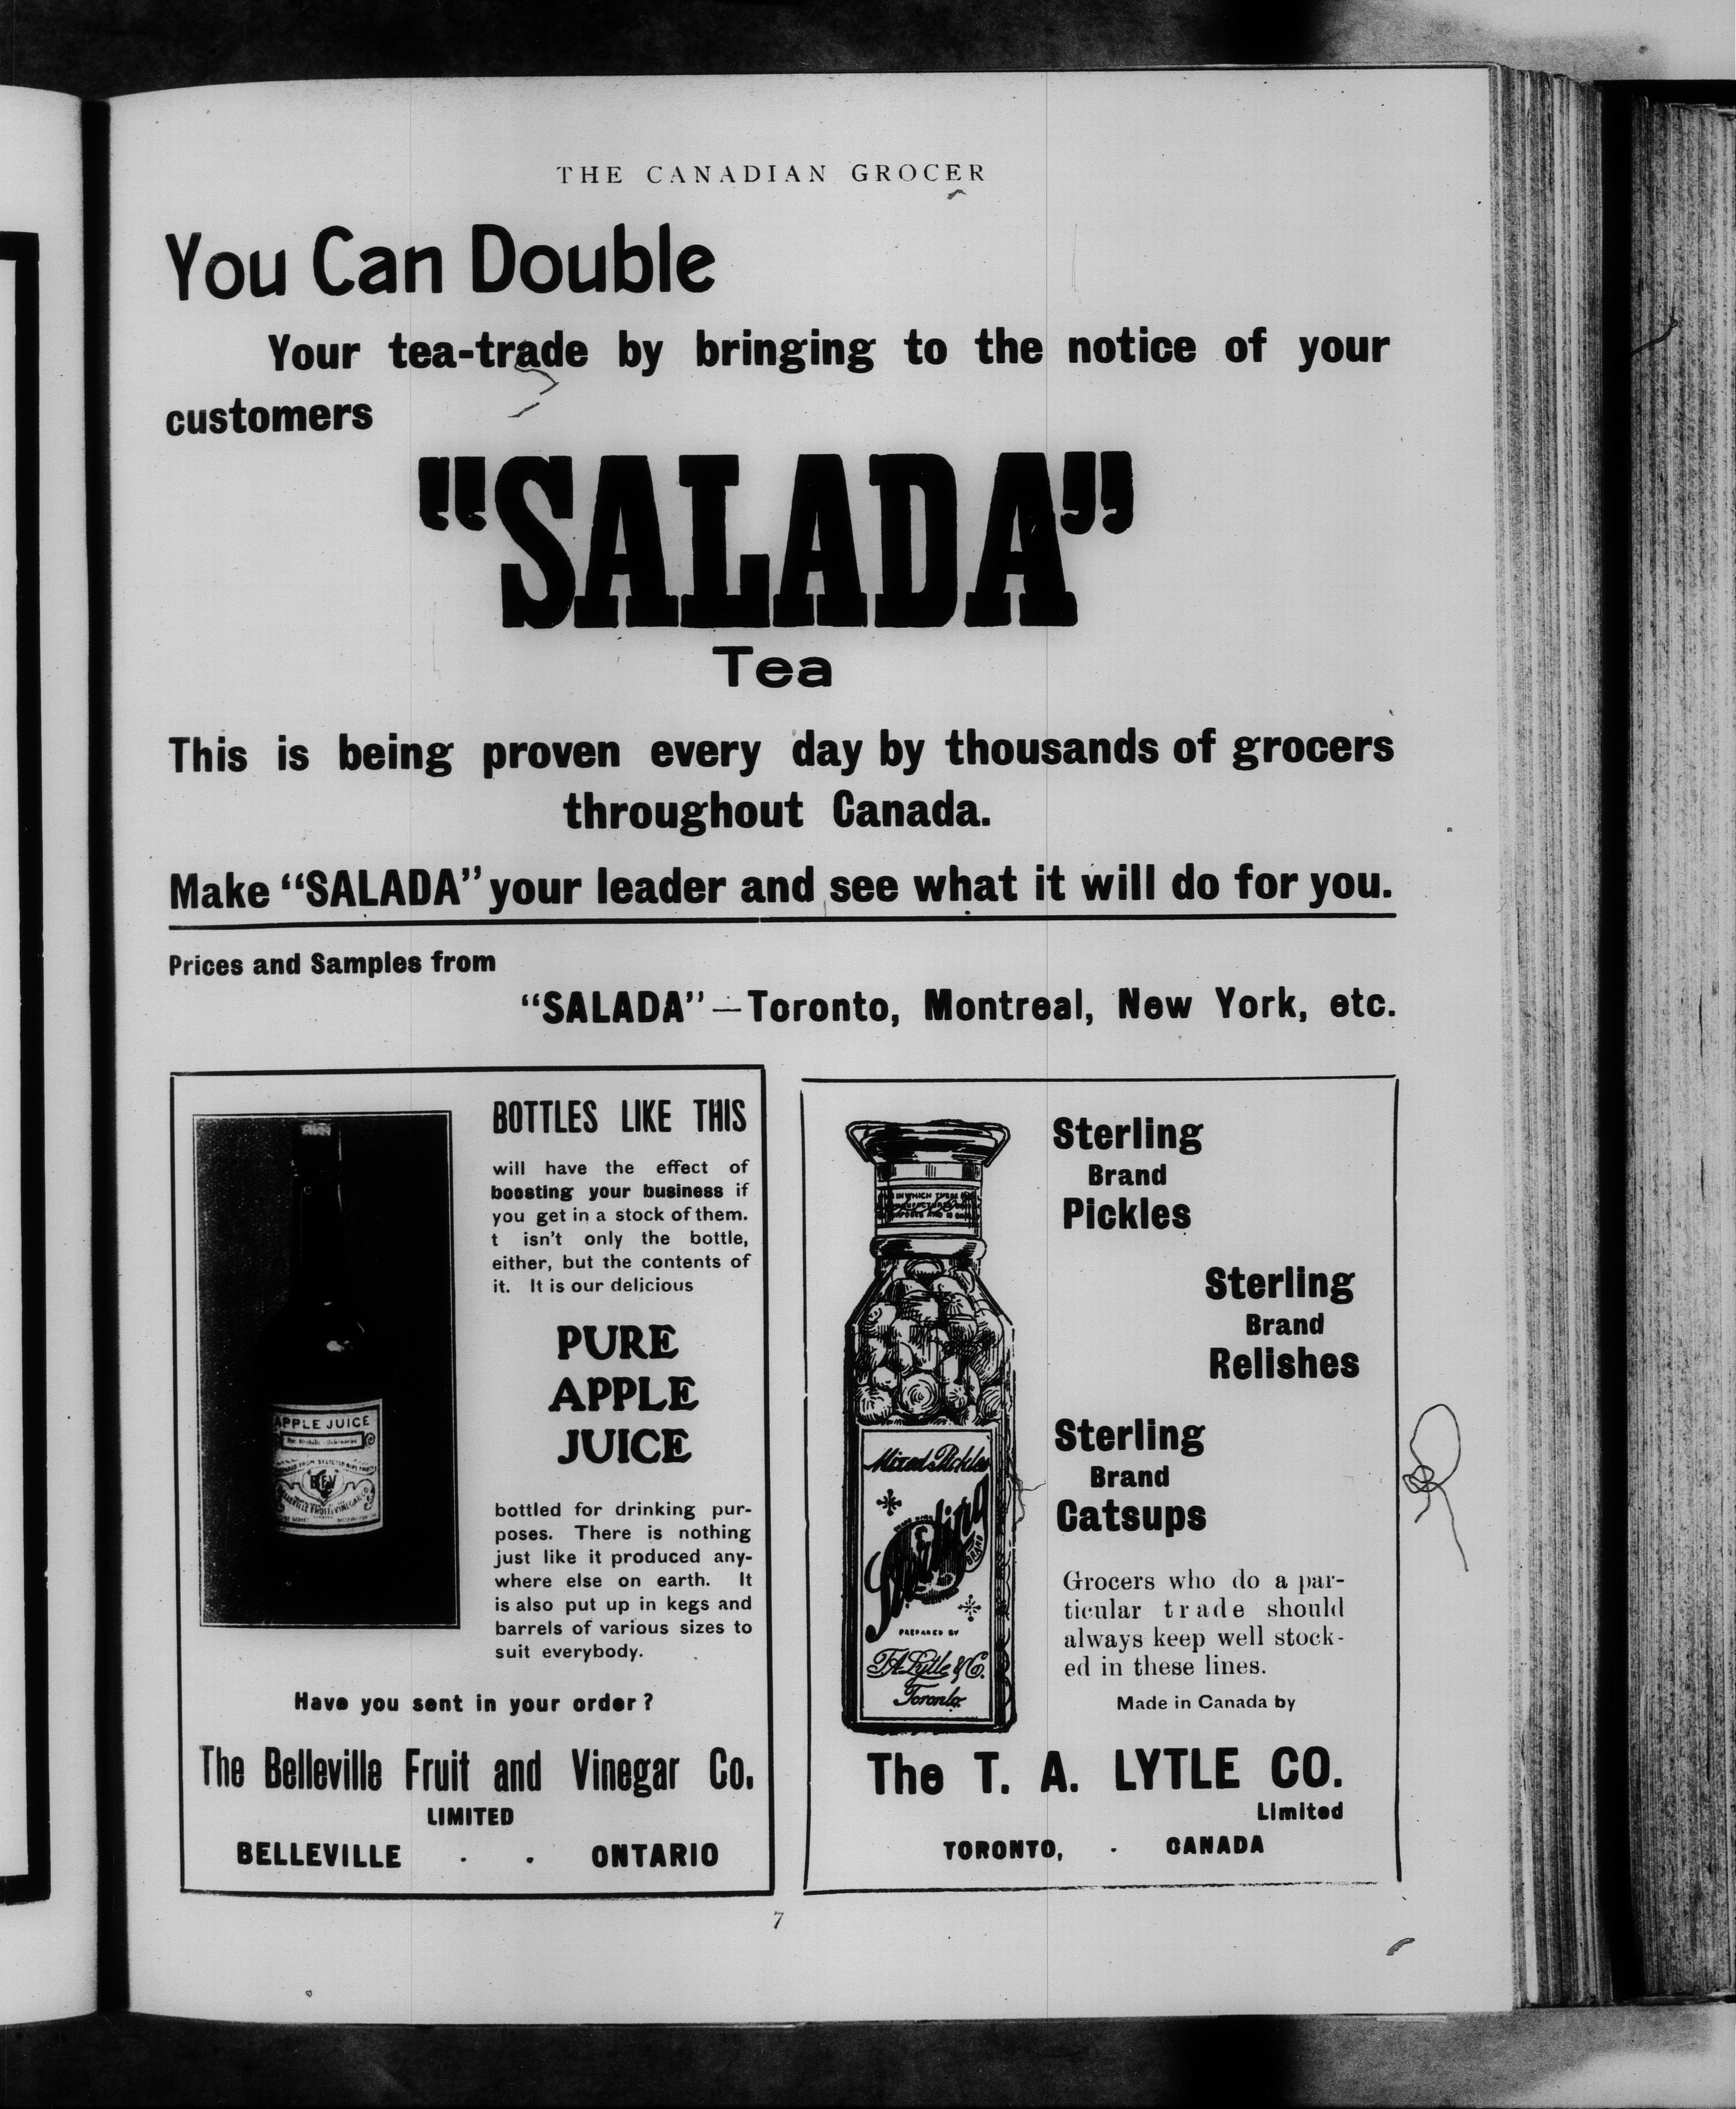 THE CANADIAN GROCER
You Can Double
Your tea-trade by bringing to the notice of your
customers
"SALADA"
Tea
This is being proven every day by thousands of grocers
throughout Canada.
Make "SALADA" your leader and see what it will do for you.
Prices and Samples from
"SALADA" — Toronto, Montreal, New York, etc.
BOTTLES LIKE THIS
will have the effect of
boosting your business if
you get in a stock of them.
t isn't only the bottle,
either, but the contents of
it. It is our delicious
PURE
APPLE
JUICE
bottled for drinking pur-
poses. There is nothing
just like it produced any-
where else on earth. It
is also put up in kegs and
barrels of various sizes to
suit everybody.
APPLE JUICE
Have you sent in your order?
The Belleville Fruit and Vinegar Co.
LIMITED
BELLEVILLE . . ONTARIO
Mixed Pickles
Sterling
BRAND
PREPARED BY
T.A. Lytle & Co.
Toronto.
Sterling
Brand
Pickles
Sterling
Brand
Relishes
Sterling
Brand
Catsups
Grocers who do a par-
ticular trade should
always keep well stock-
ed in these lines.
Made in Canada by
The T. A. LYTLE CO.
Limited
TORONTO, . CANADA
7